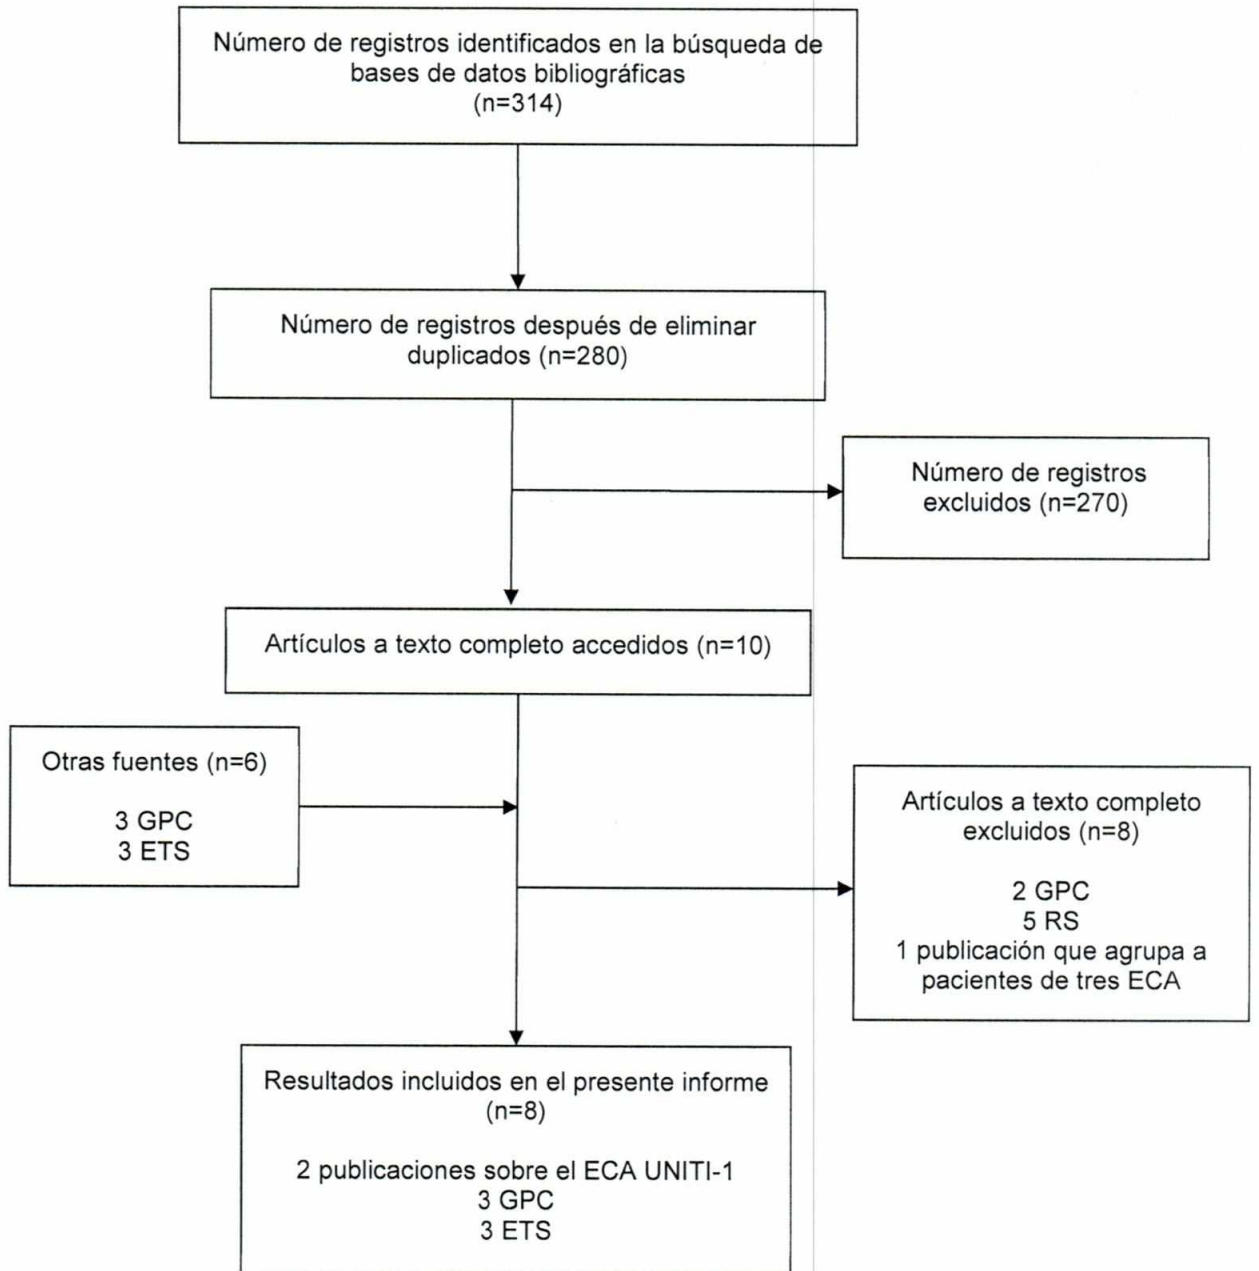 Número de registros identificados en la búsqueda de
bases de datos bibliográficas
(n=314)
Número de registros después de eliminar
duplicados (n=280)
Número de registros
excluidos (n=270)
Artículos a texto completo accedidos (n=10)
Otras fuentes (n=6)
3 GPC
3 ETS
Artículos a texto completo
excluidos (n=8)
2 GPC
5 RS
1 publicación que agrupa a
pacientes de tres ECA
Resultados incluidos en el presente informe
(n=8)
2 publicaciones sobre el ECA UNITI-1
3 GPC
3 ETS